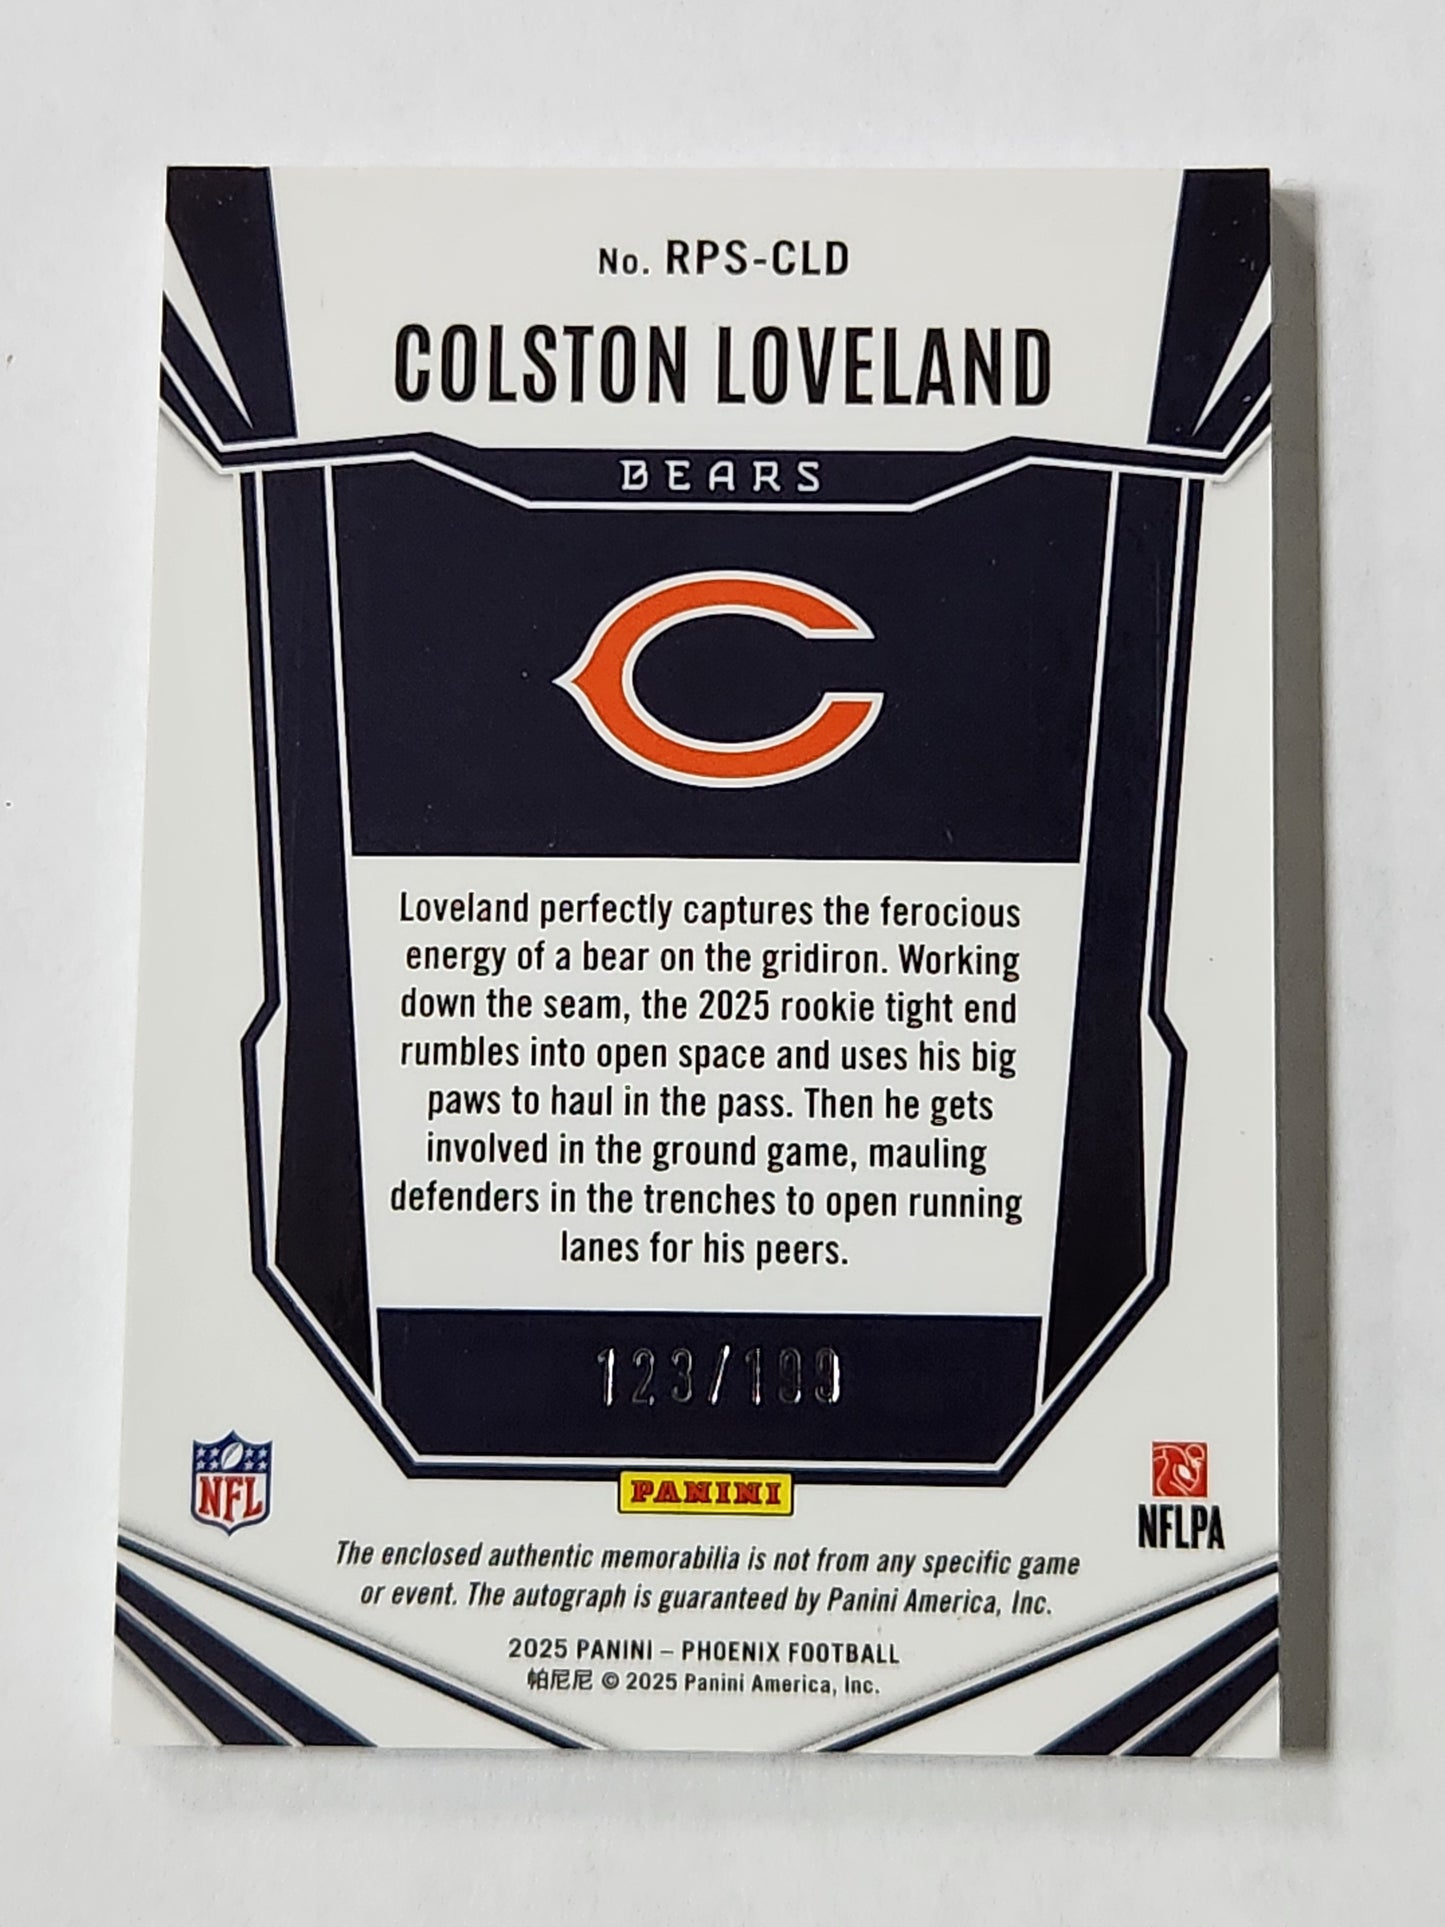 No. RPS-CLD
COLSTON LOVELAND
BEARS
Loveland perfectly captures the ferocious
energy of a bear on the gridiron. Working
down the seam, the 2025 rookie tight end
rumbles into open space and uses his big
paws to haul in the pass. Then he gets
involved in the ground game, mauling
defenders in the trenches to open running
lanes for his peers.
123/199
NFL
PANINI
NFLPA
The enclosed authentic memorabilia is not from any specific game
or event. The autograph is guaranteed by Panini America, Inc.
2025 PANINI – PHOENIX FOOTBALL
帕尼尼 © 2025 Panini America, Inc.